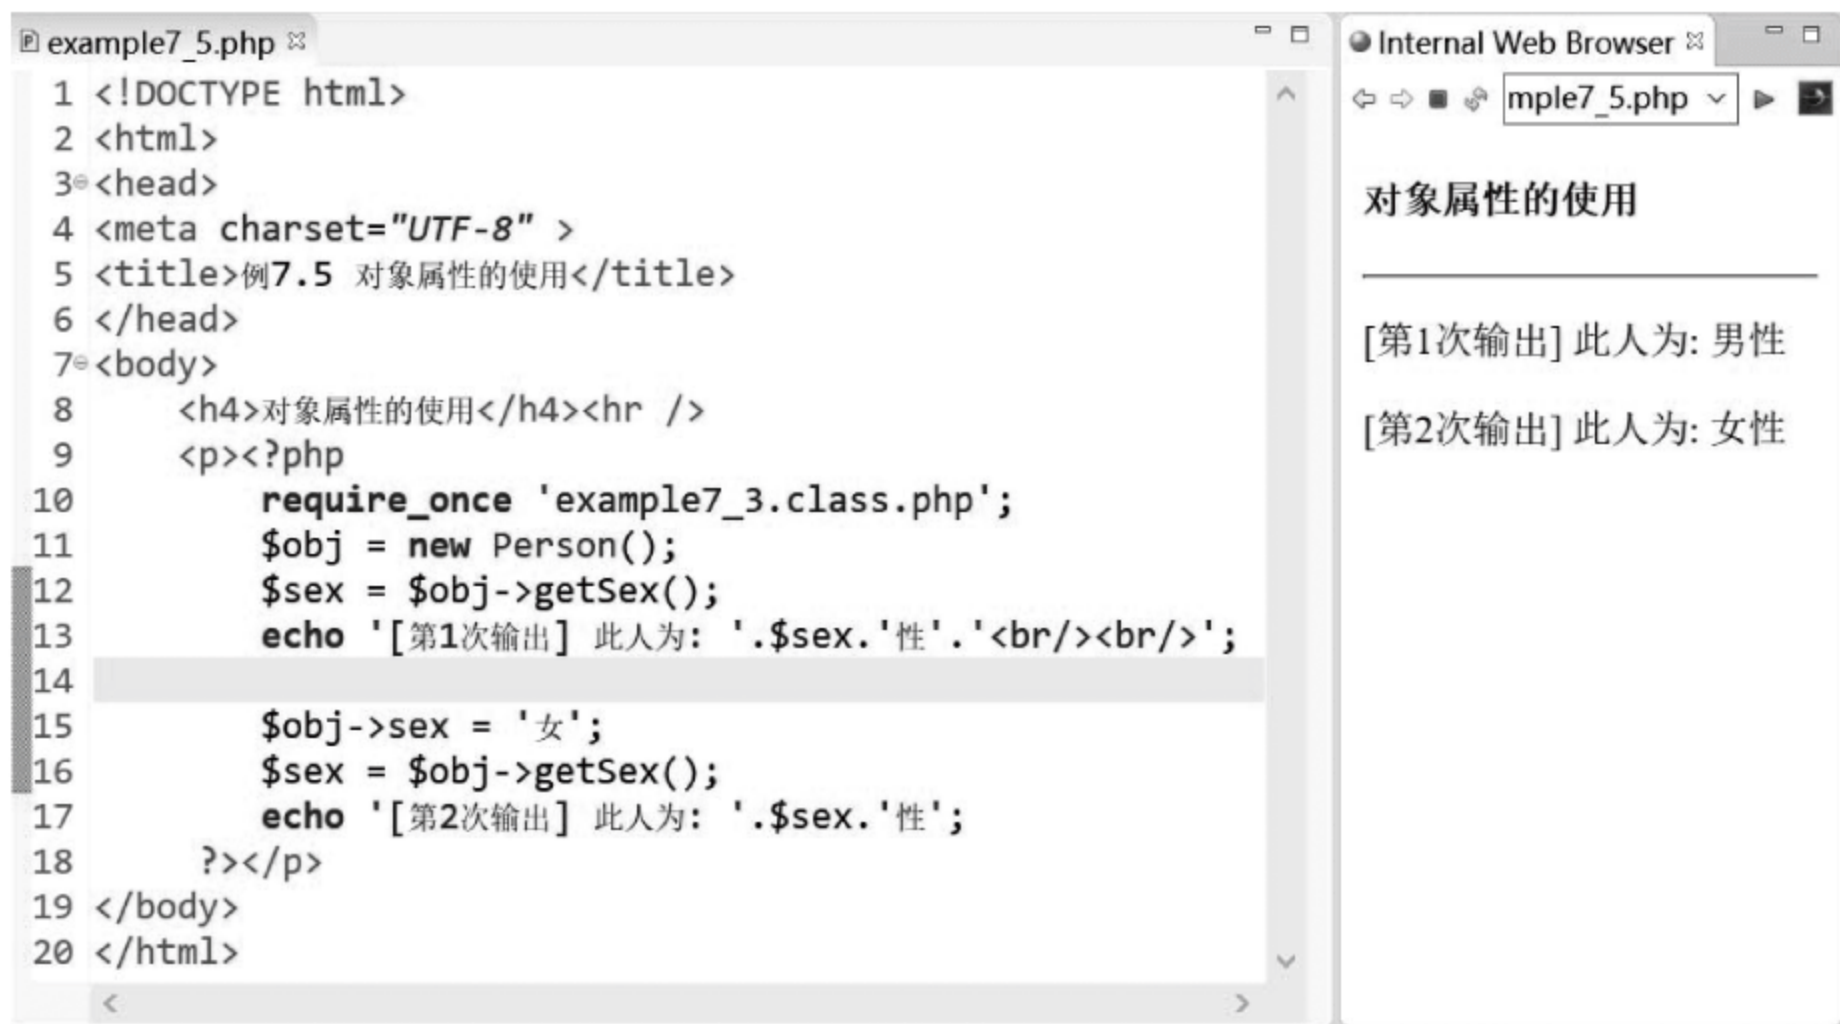 example7_5.php
1 <!DOCTYPE html>
2 <html>
3 <head>
4 <meta charset="UTF-8" >
5 <title>例7.5 对象属性的使用</title>
6 </head>
7 <body>
8 <h4>对象属性的使用</h4><hr />
9 <p><?php
10 require_once 'example7_3.class.php';
11 $obj = new Person();
12 $sex = $obj->getSex();
13 echo '[第1次输出] 此人为: '.$sex.'性'.'<br/><br/>';
14
15 $obj->sex = '女';
16 $sex = $obj->getSex();
17 echo '[第2次输出] 此人为: '.$sex.'性';
18 ?></p>
19 </body>
20 </html>
Internal Web Browser
mple7_5.php
对象属性的使用
[第1次输出] 此人为: 男性
[第2次输出] 此人为: 女性